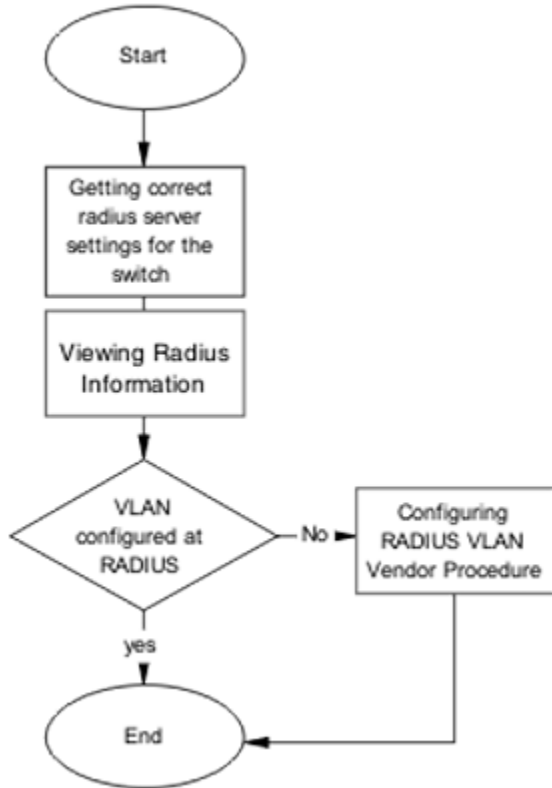 Start
Getting correct
radius server
settings for the
switch
Viewing Radius
Information
VLAN
configured at
RADIUS
No
Configuring
RADIUS VLAN
Vendor Procedure
yes
End